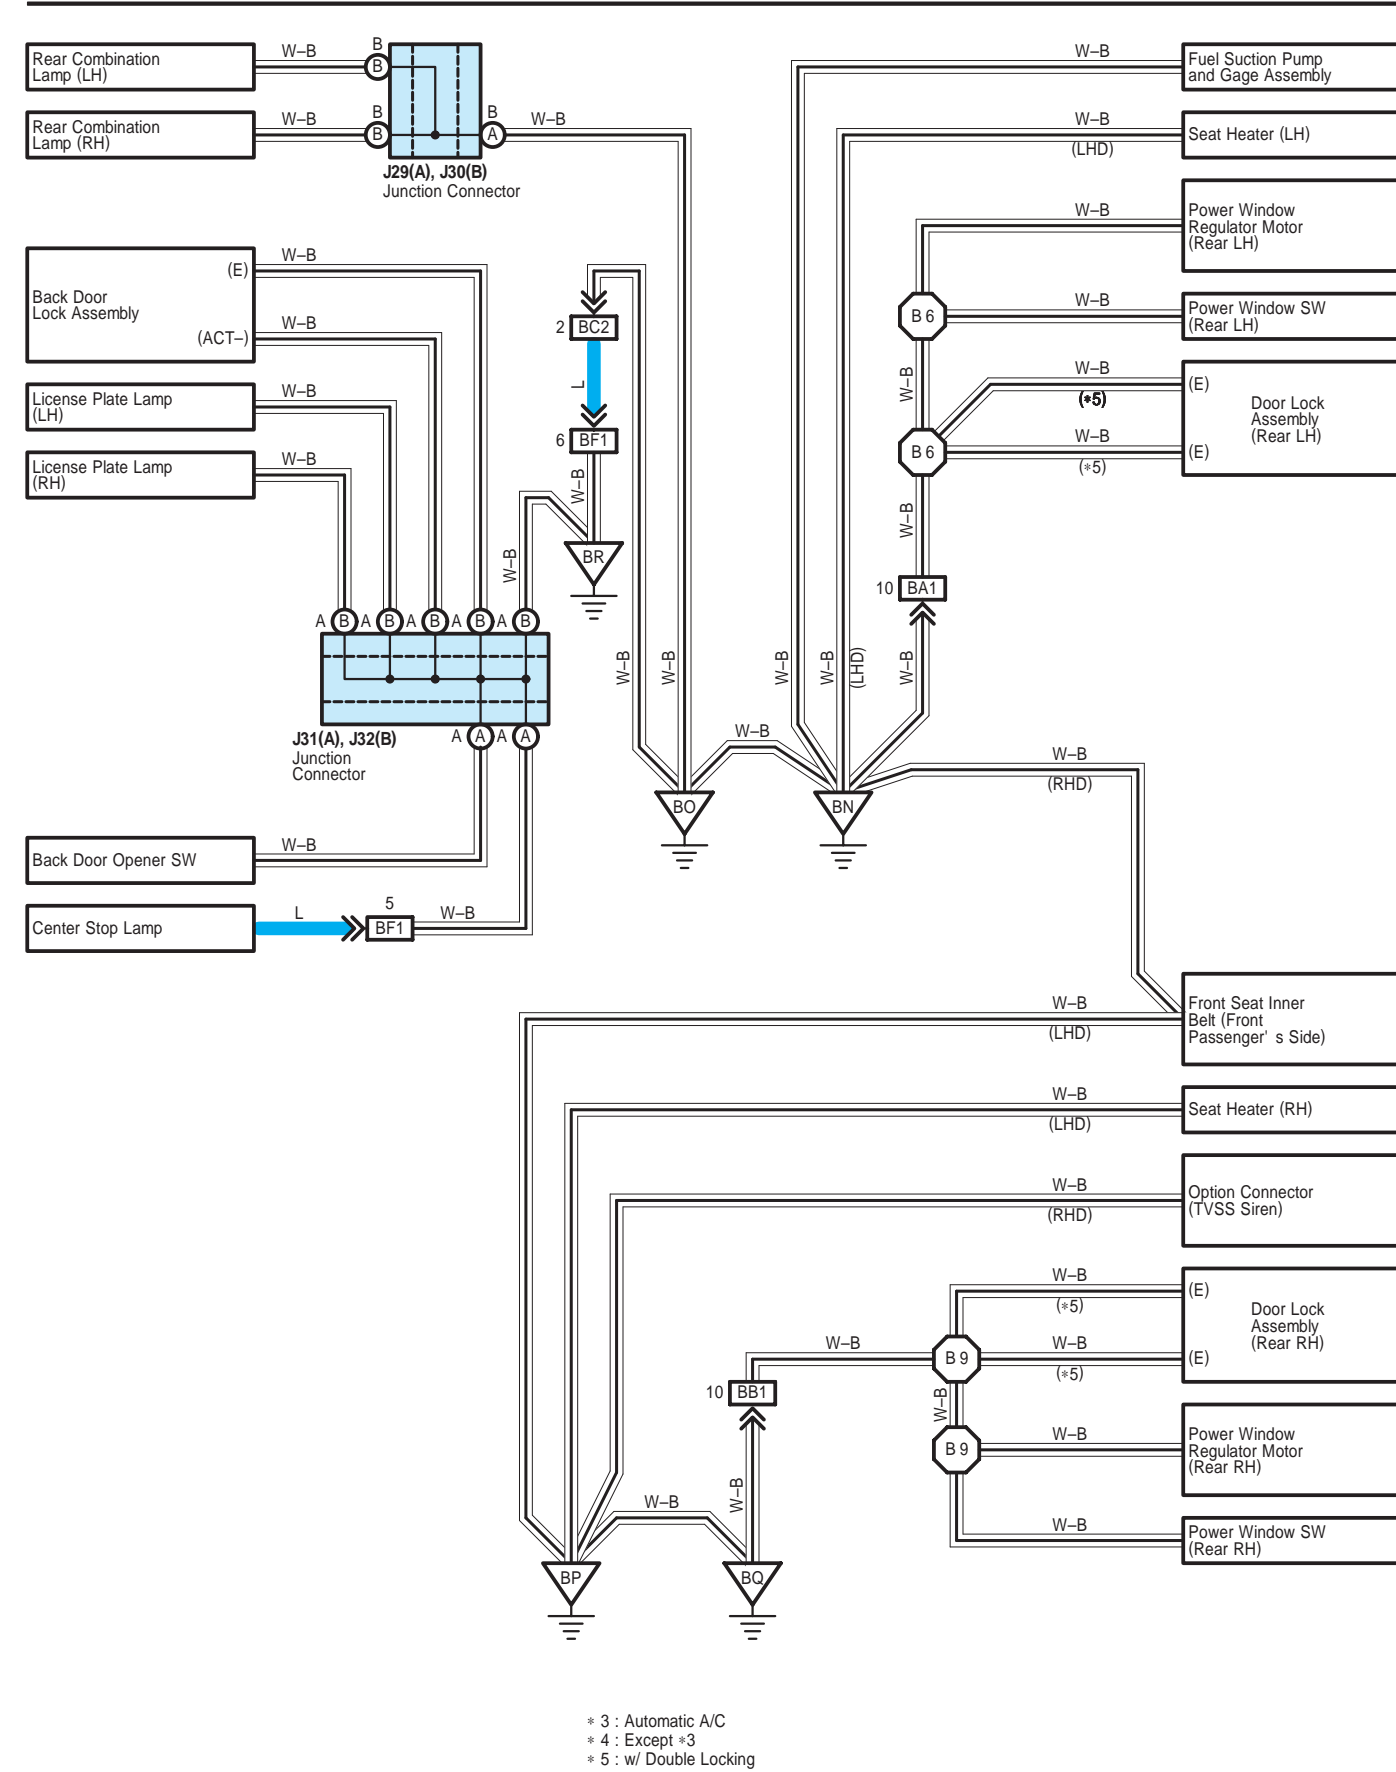 Rear Combination
Lamp (LH)
W–B
B
B
Rear Combination
Lamp (RH)
W–B
B
B
B
A
W–B
J29(A), J30(B)
Junction Connector
Back Door
Lock Assembly
(E)
W–B
(ACT–)
W–B
License Plate Lamp
(LH)
W–B
License Plate Lamp
(RH)
W–B
2 BC2
L
6 BF1
W–B
W–B
BR
A B A B A B A B A B
J31(A), J32(B)
Junction
Connector
A A A A
Back Door Opener SW
W–B
Center Stop Lamp
L
5
BF1
W–B
W–B
W–B
W–B
W–B
(LHD)
W–B
W–B
BO
BN
Fuel Suction Pump
and Gage Assembly
W–B
Seat Heater (LH)
W–B
(LHD)
Power Window
Regulator Motor
(Rear LH)
W–B
B 6
W–B
Power Window SW
(Rear LH)
W–B
W–B
(∗5)
(E)
Door Lock
Assembly
(Rear LH)
B 6
W–B
(∗5)
(E)
W–B
10 BA1
W–B
(RHD)
Front Seat Inner
Belt (Front
Passenger' s Side)
W–B
(LHD)
Seat Heater (RH)
W–B
(LHD)
Option Connector
(TVSS Siren)
W–B
(RHD)
W–B
(∗5)
(E)
Door Lock
Assembly
(Rear RH)
W–B
B 9
W–B
(∗5)
(E)
10 BB1
W–B
B 9
W–B
Power Window
Regulator Motor
(Rear RH)
W–B
W–B
W–B
Power Window SW
(Rear RH)
BP
BQ
∗ 3 : Automatic A/C
∗ 4 : Except ∗3
∗ 5 : w/ Double Locking